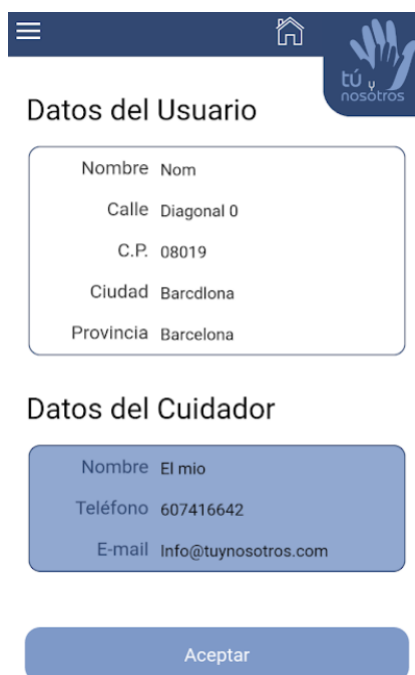 tú y
nosotros
Datos del Usuario
Nombre Nom
Calle Diagonal 0
C.P. 08019
Ciudad Barcdlona
Provincia Barcelona
Datos del Cuidador
Nombre El mio
Teléfono 607416642
E-mail Info@tuynosotros.com
Aceptar